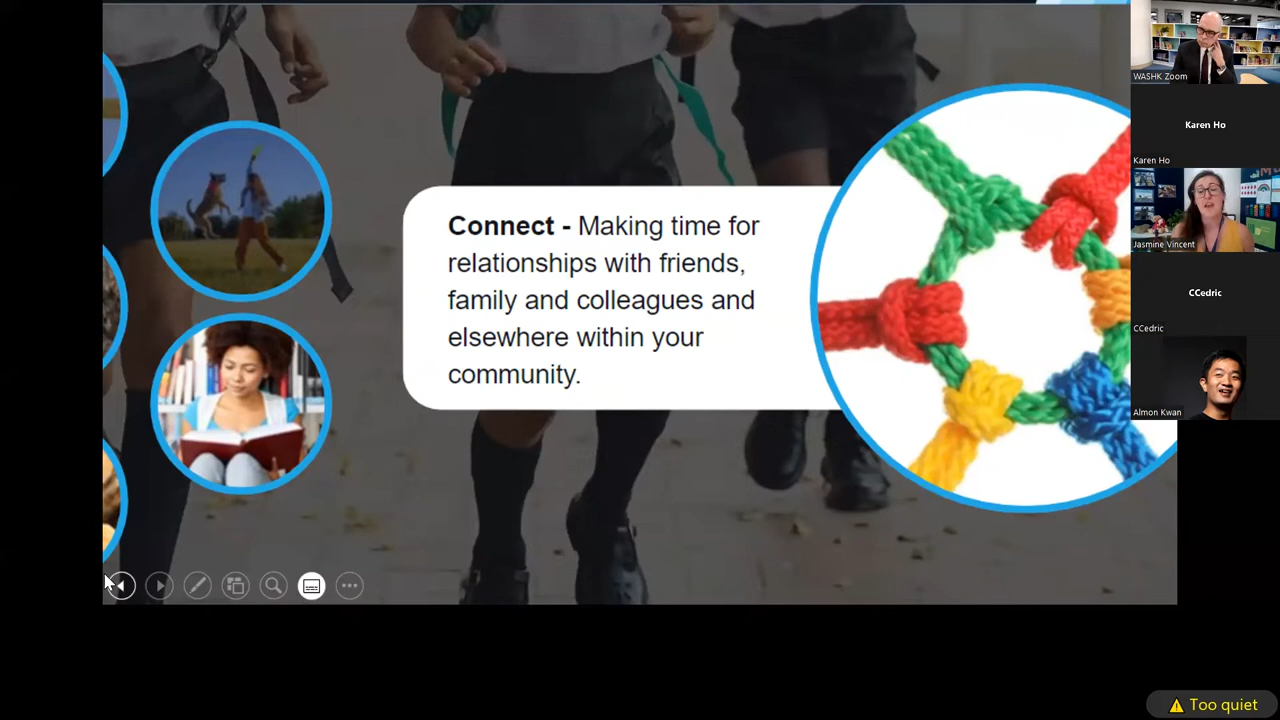 Connect - Making time for
relationships with friends,
family and colleagues and
elsewhere within your
community.
WASHK Zoom
Karen Ho
Karen Ho
Jasmine Vincent
CCedric
CCedric
Almon Kwan
Too quiet